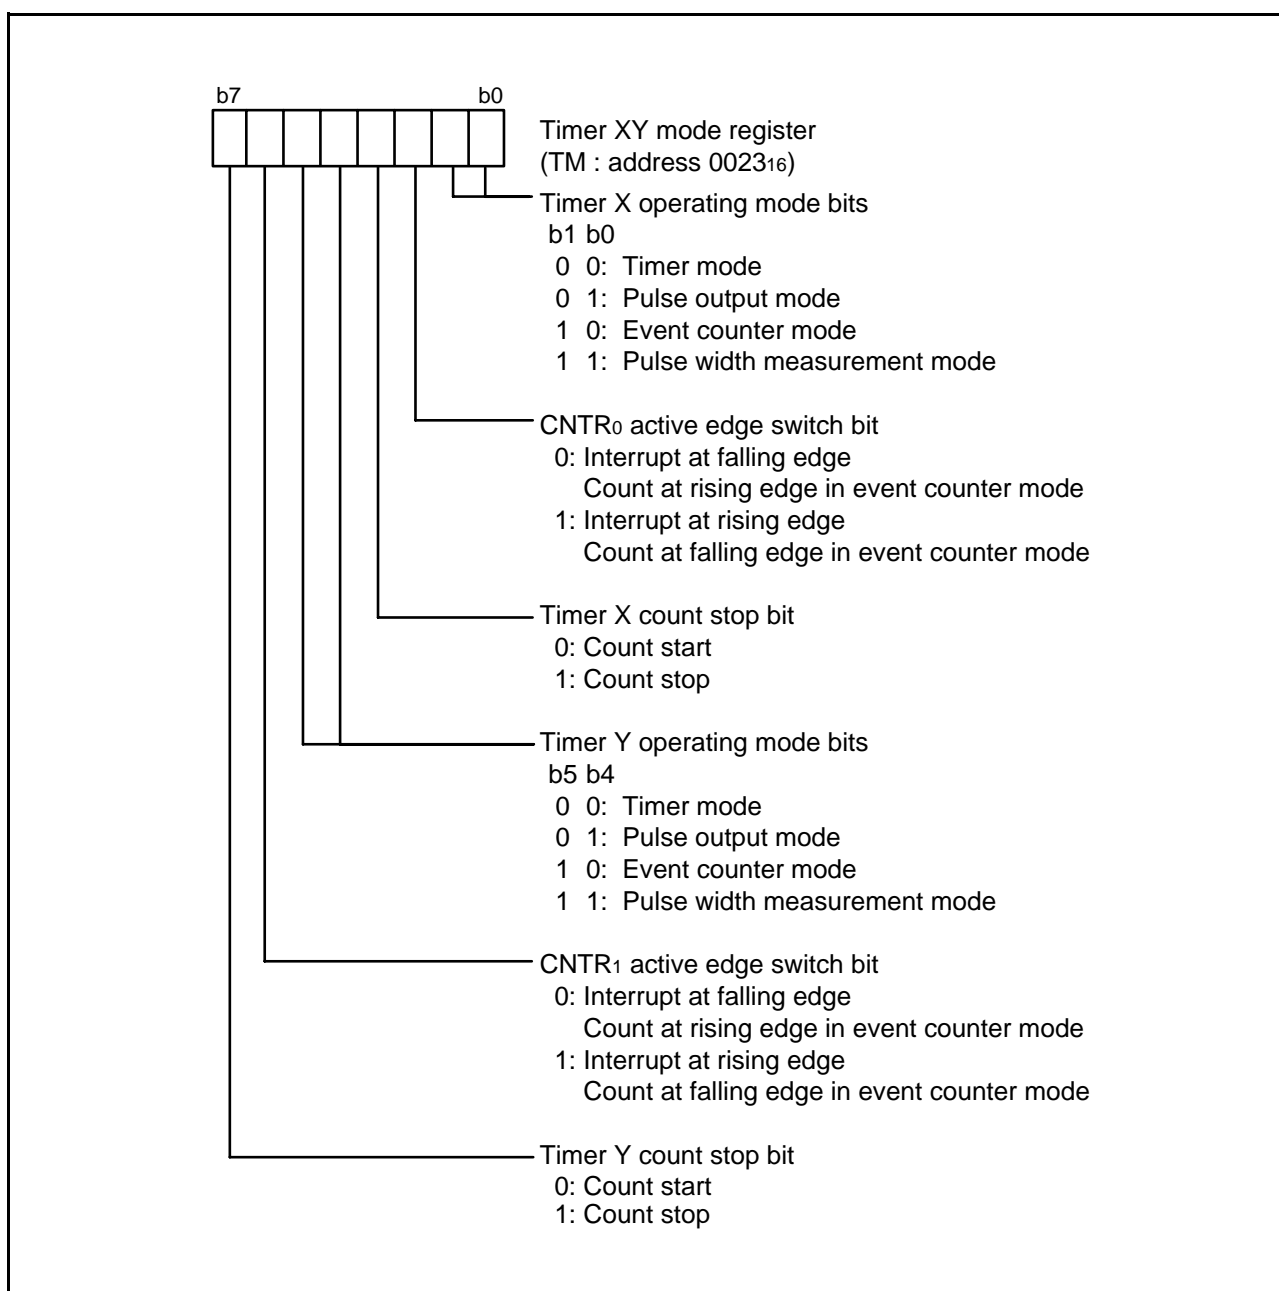 b7 b0
Timer XY mode register
(TM : address 002316)
Timer X operating mode bits
b1 b0
0 0: Timer mode
0 1: Pulse output mode
1 0: Event counter mode
1 1: Pulse width measurement mode
CNTR0 active edge switch bit
0: Interrupt at falling edge
Count at rising edge in event counter mode
1: Interrupt at rising edge
Count at falling edge in event counter mode
Timer X count stop bit
0: Count start
1: Count stop
Timer Y operating mode bits
b5 b4
0 0: Timer mode
0 1: Pulse output mode
1 0: Event counter mode
1 1: Pulse width measurement mode
CNTR1 active edge switch bit
0: Interrupt at falling edge
Count at rising edge in event counter mode
1: Interrupt at rising edge
Count at falling edge in event counter mode
Timer Y count stop bit
0: Count start
1: Count stop